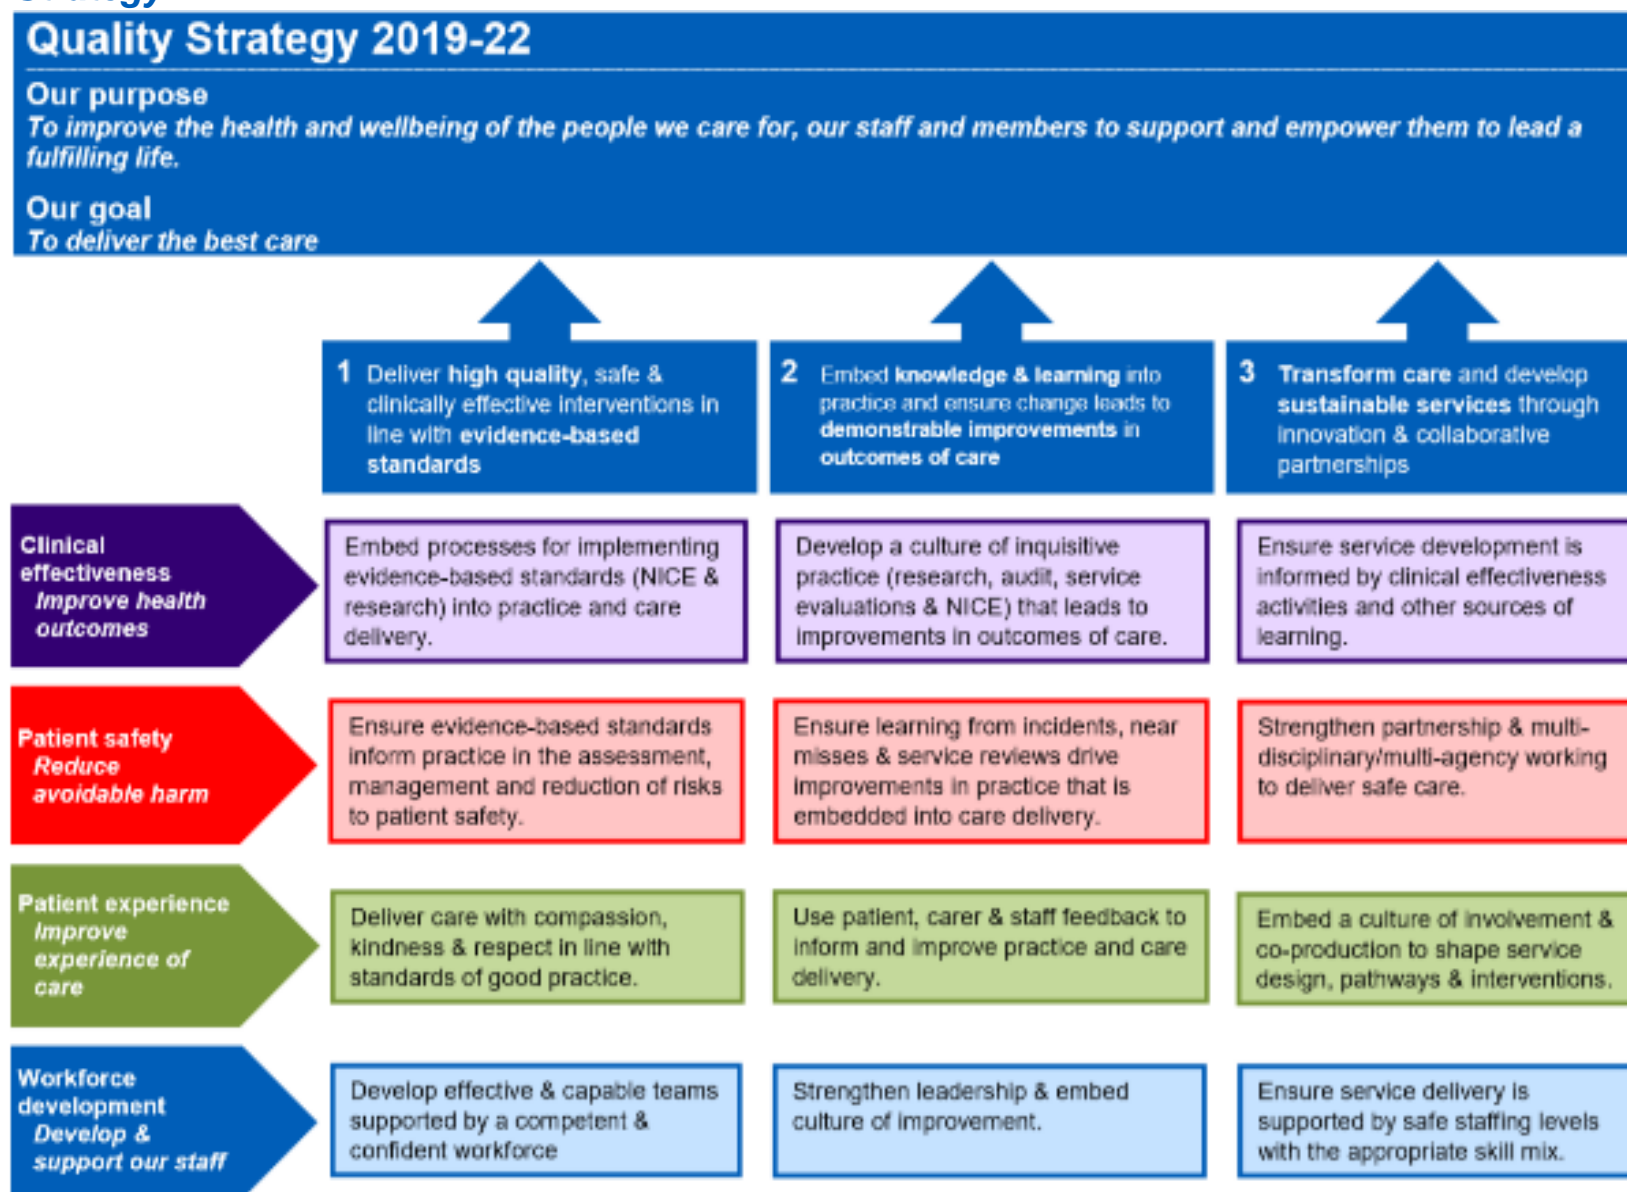 Strategy
Quality Strategy 2019-22
Our purpose
To improve the health and wellbeing of the people we care for, our staff and members to support and empower them to lead a
fulfilling life.
Our goal
To deliver the best care
1 Deliver high quality, safe &
clinically effective interventions in
line with evidence-based
standards
2 Embed knowledge & learning into
practice and ensure change leads to
demonstrable improvements in
outcomes of care
3 Transform care and develop
sustainable services through
innovation & collaborative
partnerships
Clinical
effectiveness
Improve health
outcomes
Embed processes for implementing
evidence-based standards (NICE &
research) into practice and care
delivery.
Develop a culture of inquisitive
practice (research, audit, service
evaluations & NICE) that leads to
improvements in outcomes of care.
Ensure service development is
informed by clinical effectiveness
activities and other sources of
learning.
Patient safety
Reduce
avoidable harm
Ensure evidence-based standards
inform practice in the assessment,
management and reduction of risks
to patient safety.
Ensure learning from incidents, near
misses & service reviews drive
improvements in practice that is
embedded into care delivery.
Strengthen partnership & multi-
disciplinary/multi-agency working
to deliver safe care.
Patient experience
Improve
experience of
care
Deliver care with compassion,
kindness & respect in line with
standards of good practice.
Use patient, carer & staff feedback to
inform and improve practice and care
delivery.
Embed a culture of involvement &
co-production to shape service
design, pathways & interventions.
Workforce
development
Develop &
support our staff
Develop effective & capable teams
supported by a competent &
confident workforce
Strengthen leadership & embed
culture of improvement.
Ensure service delivery is
supported by safe staffing levels
with the appropriate skill mix.